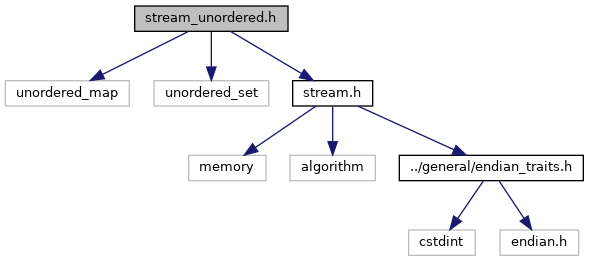 stream_unordered.h
unordered_map
unordered_set
stream.h
memory
algorithm
../general/endian_traits.h
cstdint
endian.h